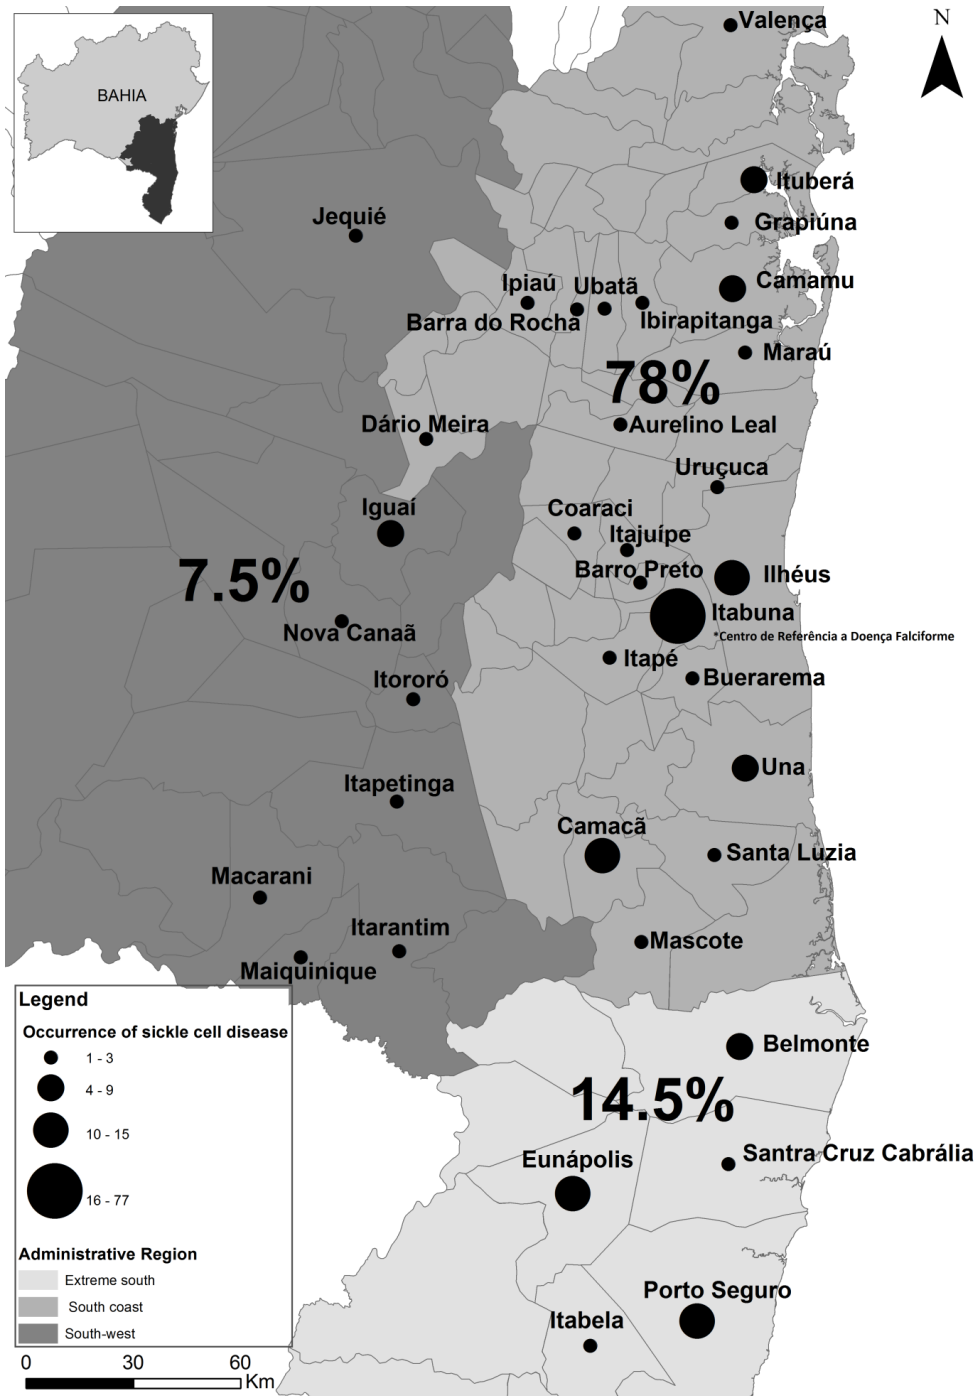 N
Valença
BAHIA
Ituberá
Jequié
Grapiúna
Ipiaú
Ubatã
Camamu
Barra do Rocha
Ibirapitanga
Maraú
78%
Dário Meira
Aurelino Leal
Uruçuca
Iguaí
Coaraci
Itajuípe
7.5%
Barro Preto
Ilhéus
Itabuna
*Centro de Referência a Doença Falciforme
Nova Canaã
Itapé
Itororó
Buerarema
Una
Itapetinga
Camacã
Santa Luzia
Macarani
Itarantim
Mascote
Maiquinique
Legend
Occurrence of sickle cell disease
1 - 3
4 - 9
10 - 15
16 - 77
Administrative Region
Extreme south
South coast
South-west
0 30 60
Km
Belmonte
14.5%
Santra Cruz Cabrália
Eunápolis
Porto Seguro
Itabela